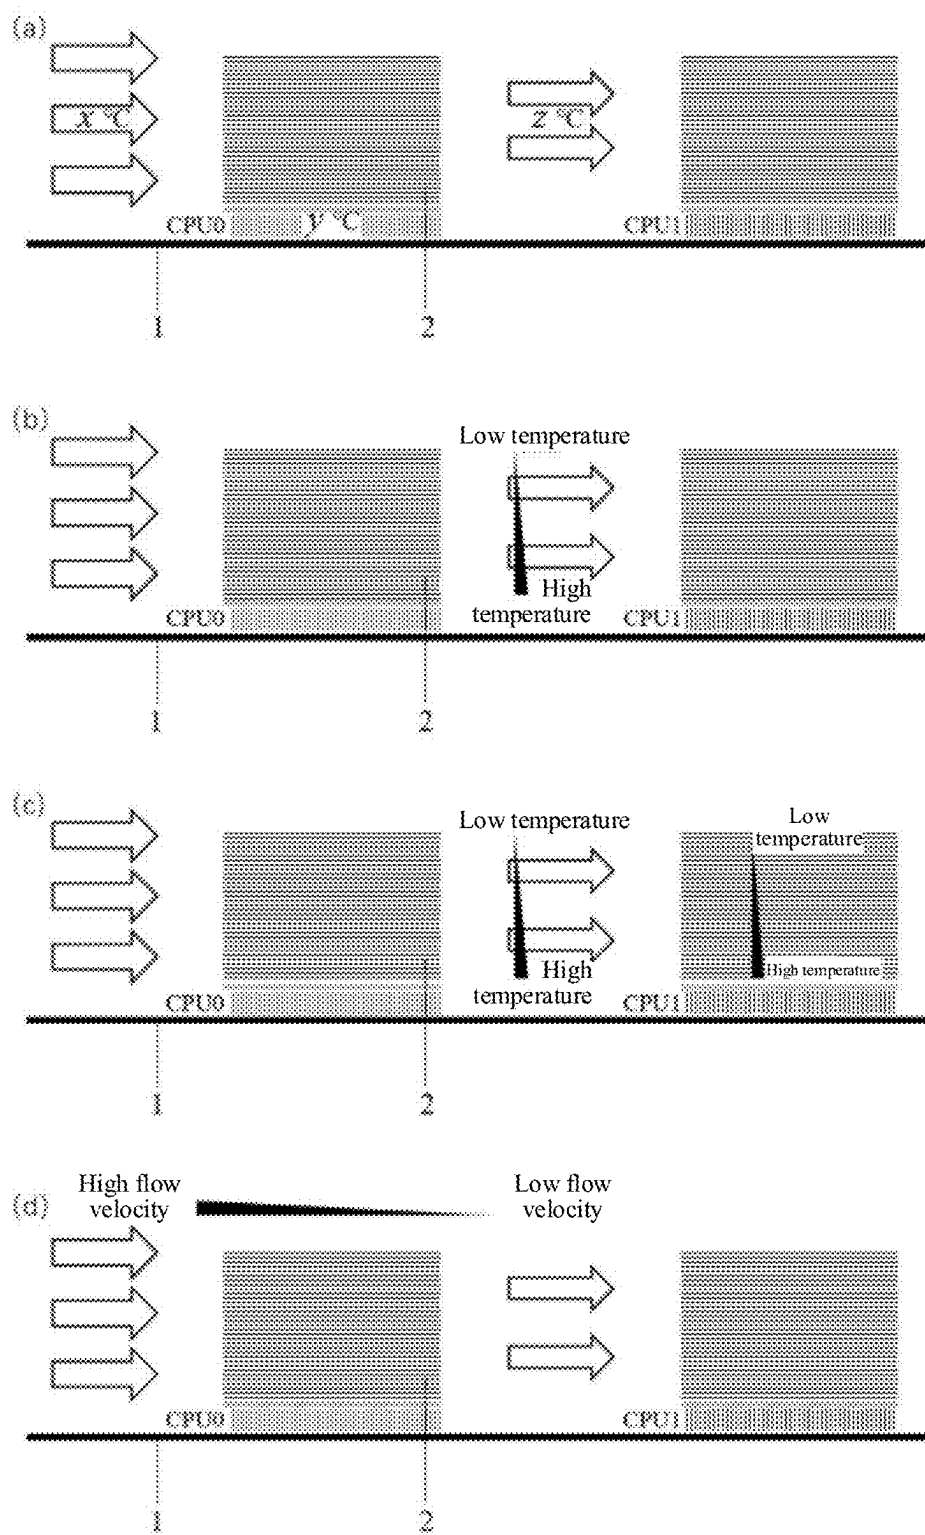 (a)
x °C
z °C
CPU0
y °C
CPU1
1
2
(b)
Low temperature
High
temperature
CPU0
CPU1
1
2
(c)
Low temperature
Low
temperature
High
temperature
High temperature
CPU0
CPU1
1
2
(d)
High flow
velocity
Low flow
velocity
CPU0
CPU1
1
2